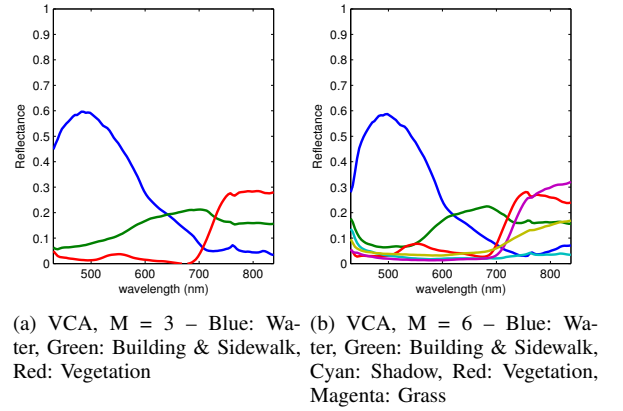 1
0.9
0.8
0.7
0.6
0.5
0.4
0.3
0.2
0.1
0
Reflectance
500 600 700 800
wavelength (nm)
1
0.9
0.8
0.7
0.6
0.5
0.4
0.3
0.2
0.1
0
Reflectance
500 600 700 800
wavelength (nm)
(a) VCA, M = 3 – Blue: Wa-
ter, Green: Building & Sidewalk,
Red: Vegetation
(b) VCA, M = 6 – Blue: Wa-
ter, Green: Building & Sidewalk,
Cyan: Shadow, Red: Vegetation,
Magenta: Grass